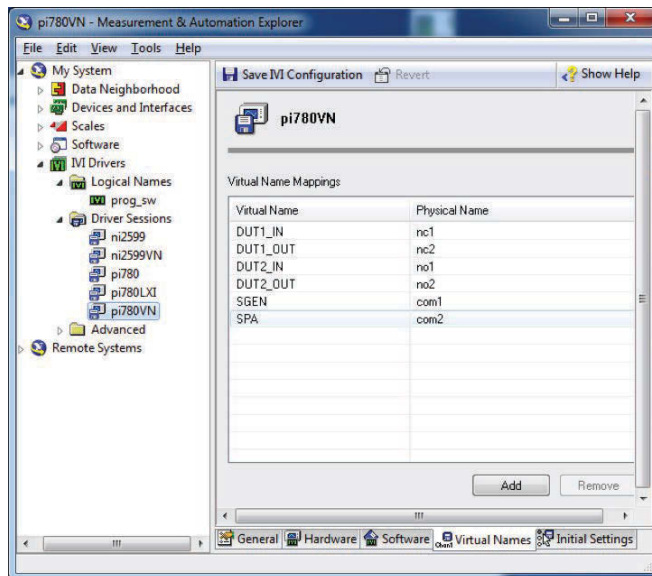 pi780VN - Measurement & Automation Explorer
File Edit View Tools Help
My System
Data Neighborhood
Devices and Interfaces
Scales
Software
IVI Drivers
Logical Names
IVI prog_sw
Driver Sessions
ni2599
ni2599VN
pi780
pi780LXI
pi780VN
Advanced
Remote Systems
Save IVI Configuration Revert Show Help
pi780VN
Virtual Name Mappings
Virtual Name Physical Name
DUT1_IN nc1
DUT1_OUT nc2
DUT2_IN no1
DUT2_OUT no2
SGEN com1
SPA com2
Add Remove
General Hardware Software Virtual Names Initial Settings